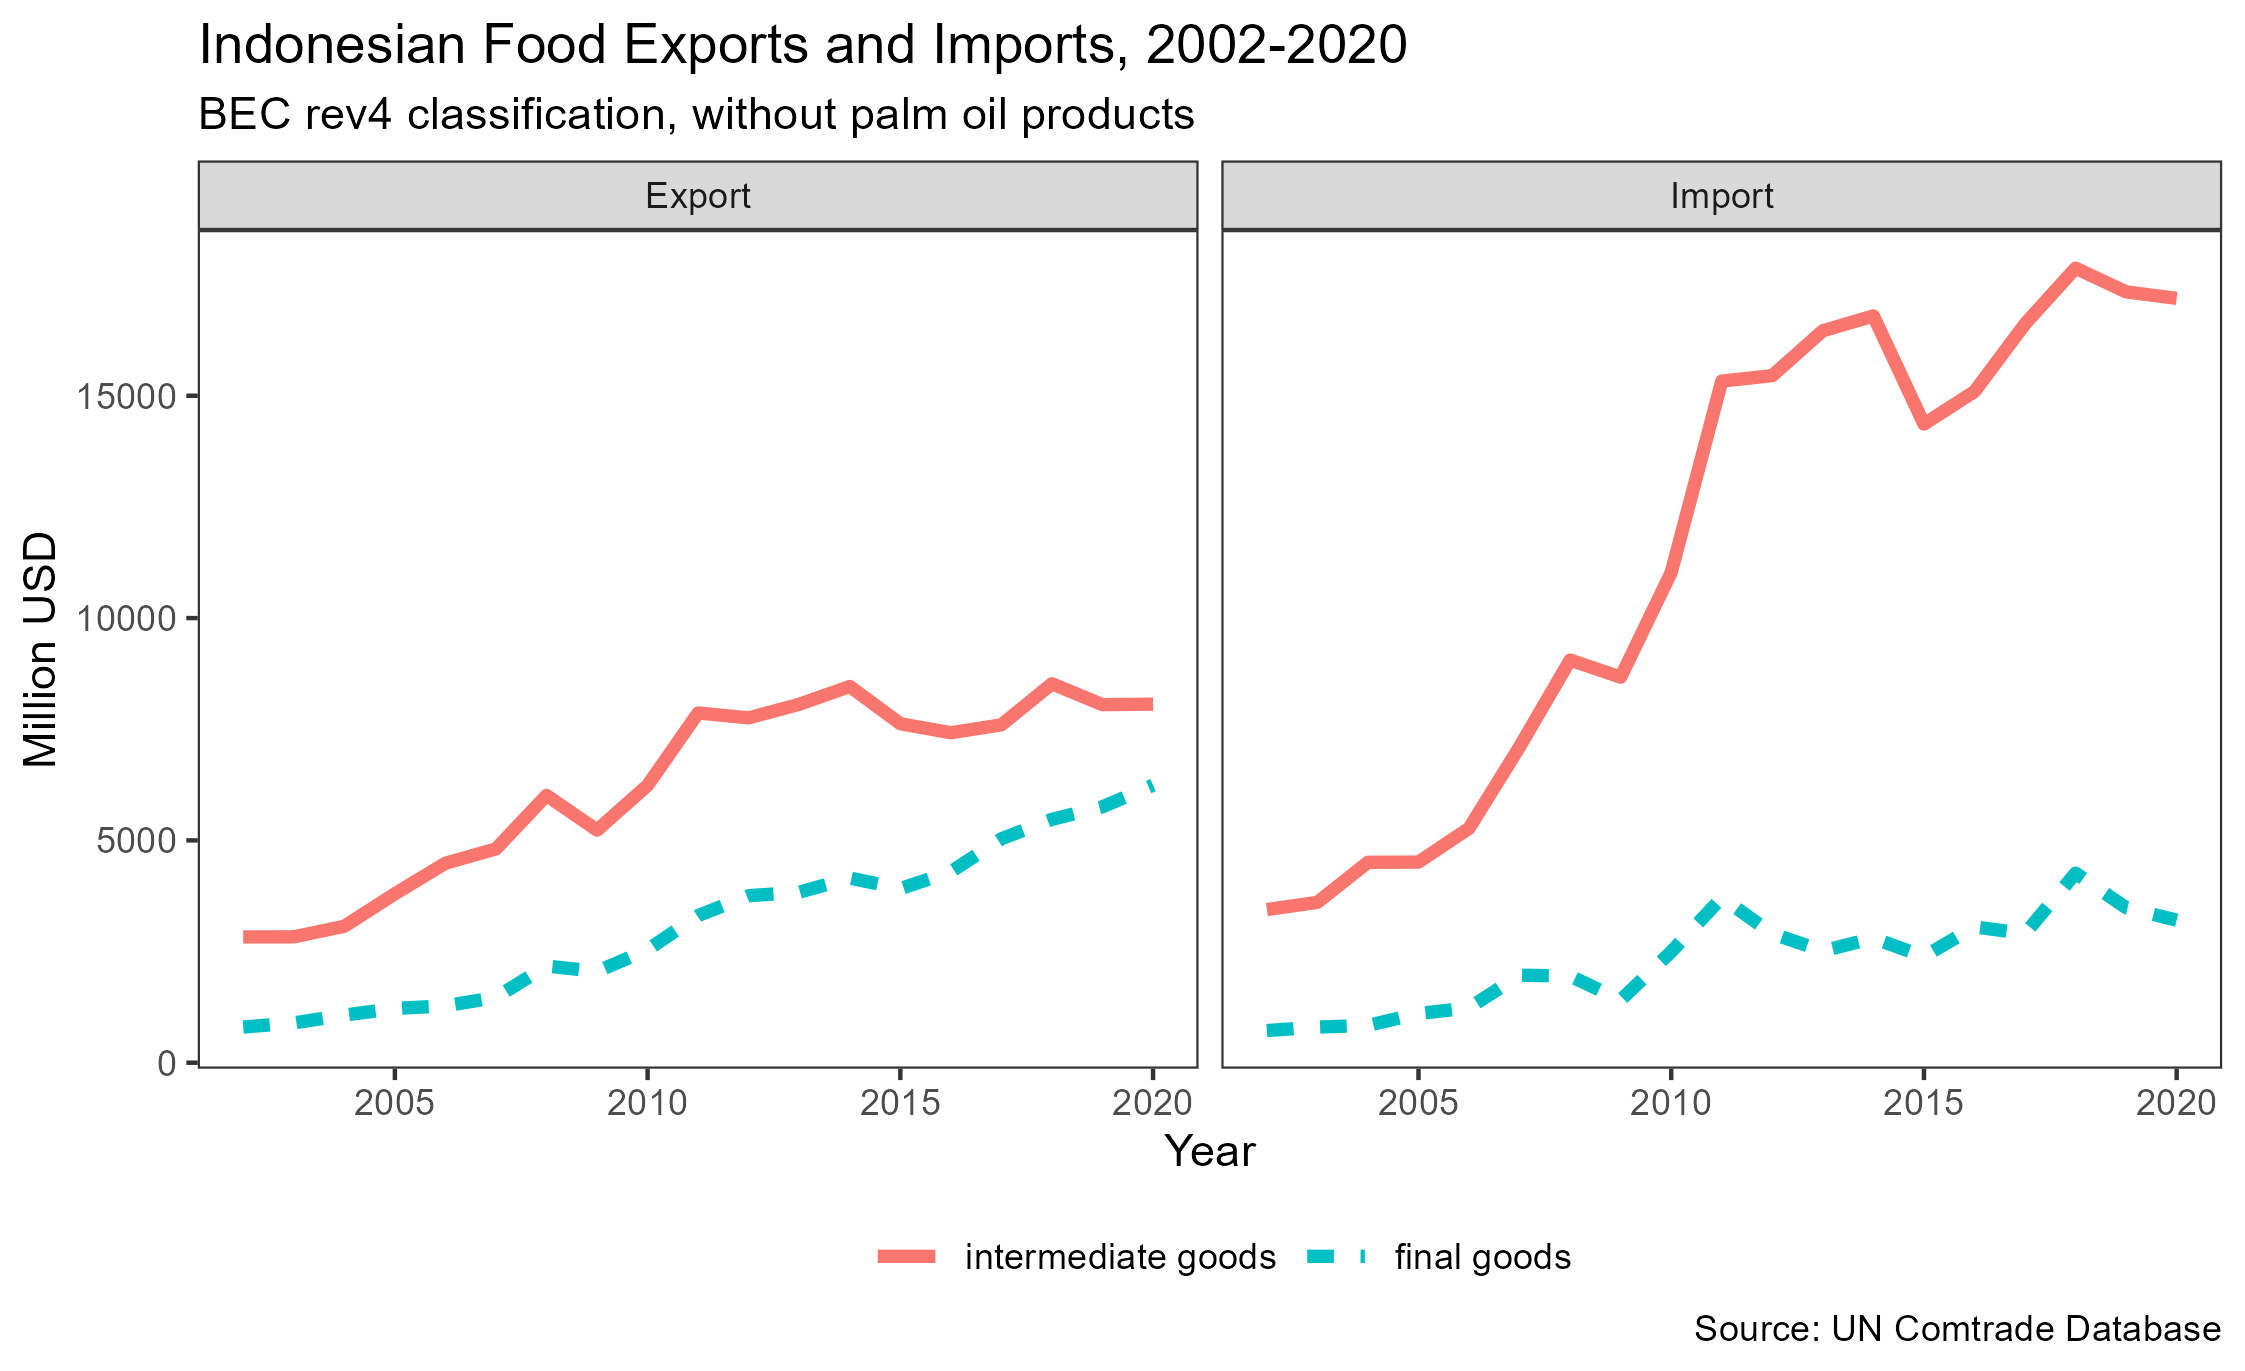 Indonesian Food Exports and Imports, 2002-2020
BEC rev4 classification, without palm oil products
Export
Import
Million USD
15000
10000
5000
0
2005 2010 2015 2020
2005 2010 2015 2020
Year
intermediate goods
final goods
Source: UN Comtrade Database